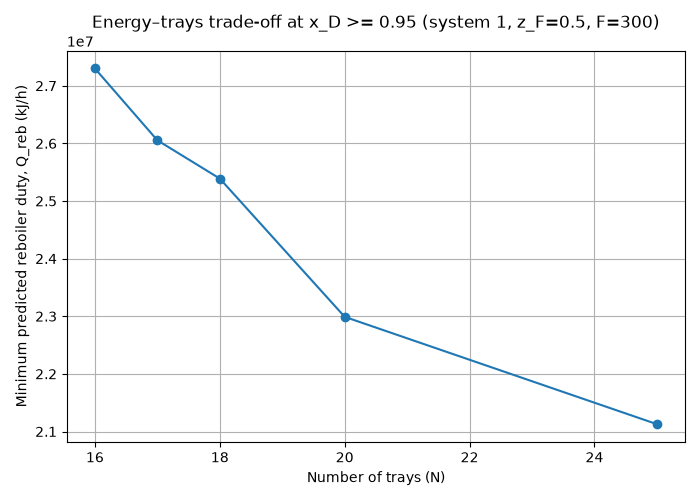 Energy–trays trade-off at x_D >= 0.95 (system 1, z_F=0.5, F=300)
1e7
2.7
2.6
2.5
2.4
2.3
2.2
2.1
Minimum predicted reboiler duty, Q_reb (kJ/h)
16 18 20 22 24
Number of trays (N)